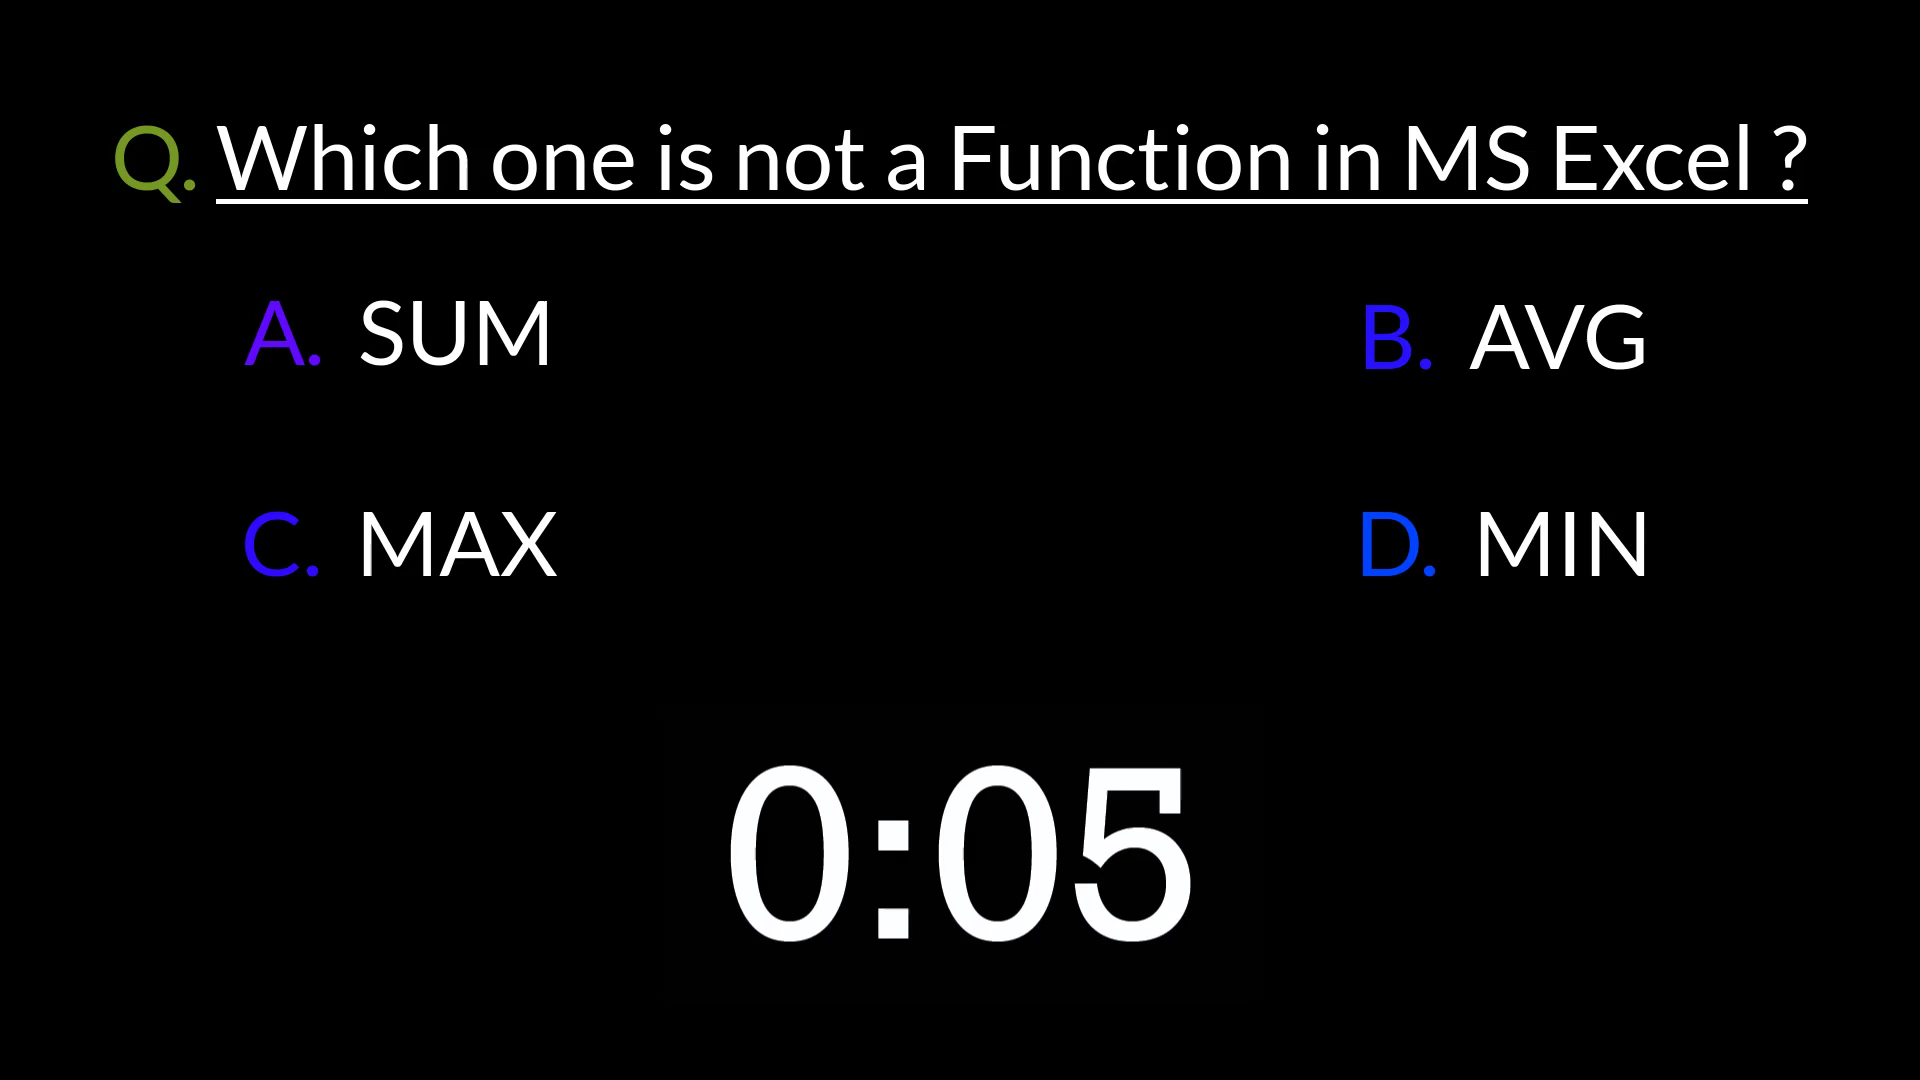 Q. Which one is not a Function in MS Excel ?
A. SUM
B. AVG
C. MAX
D. MIN
0:05